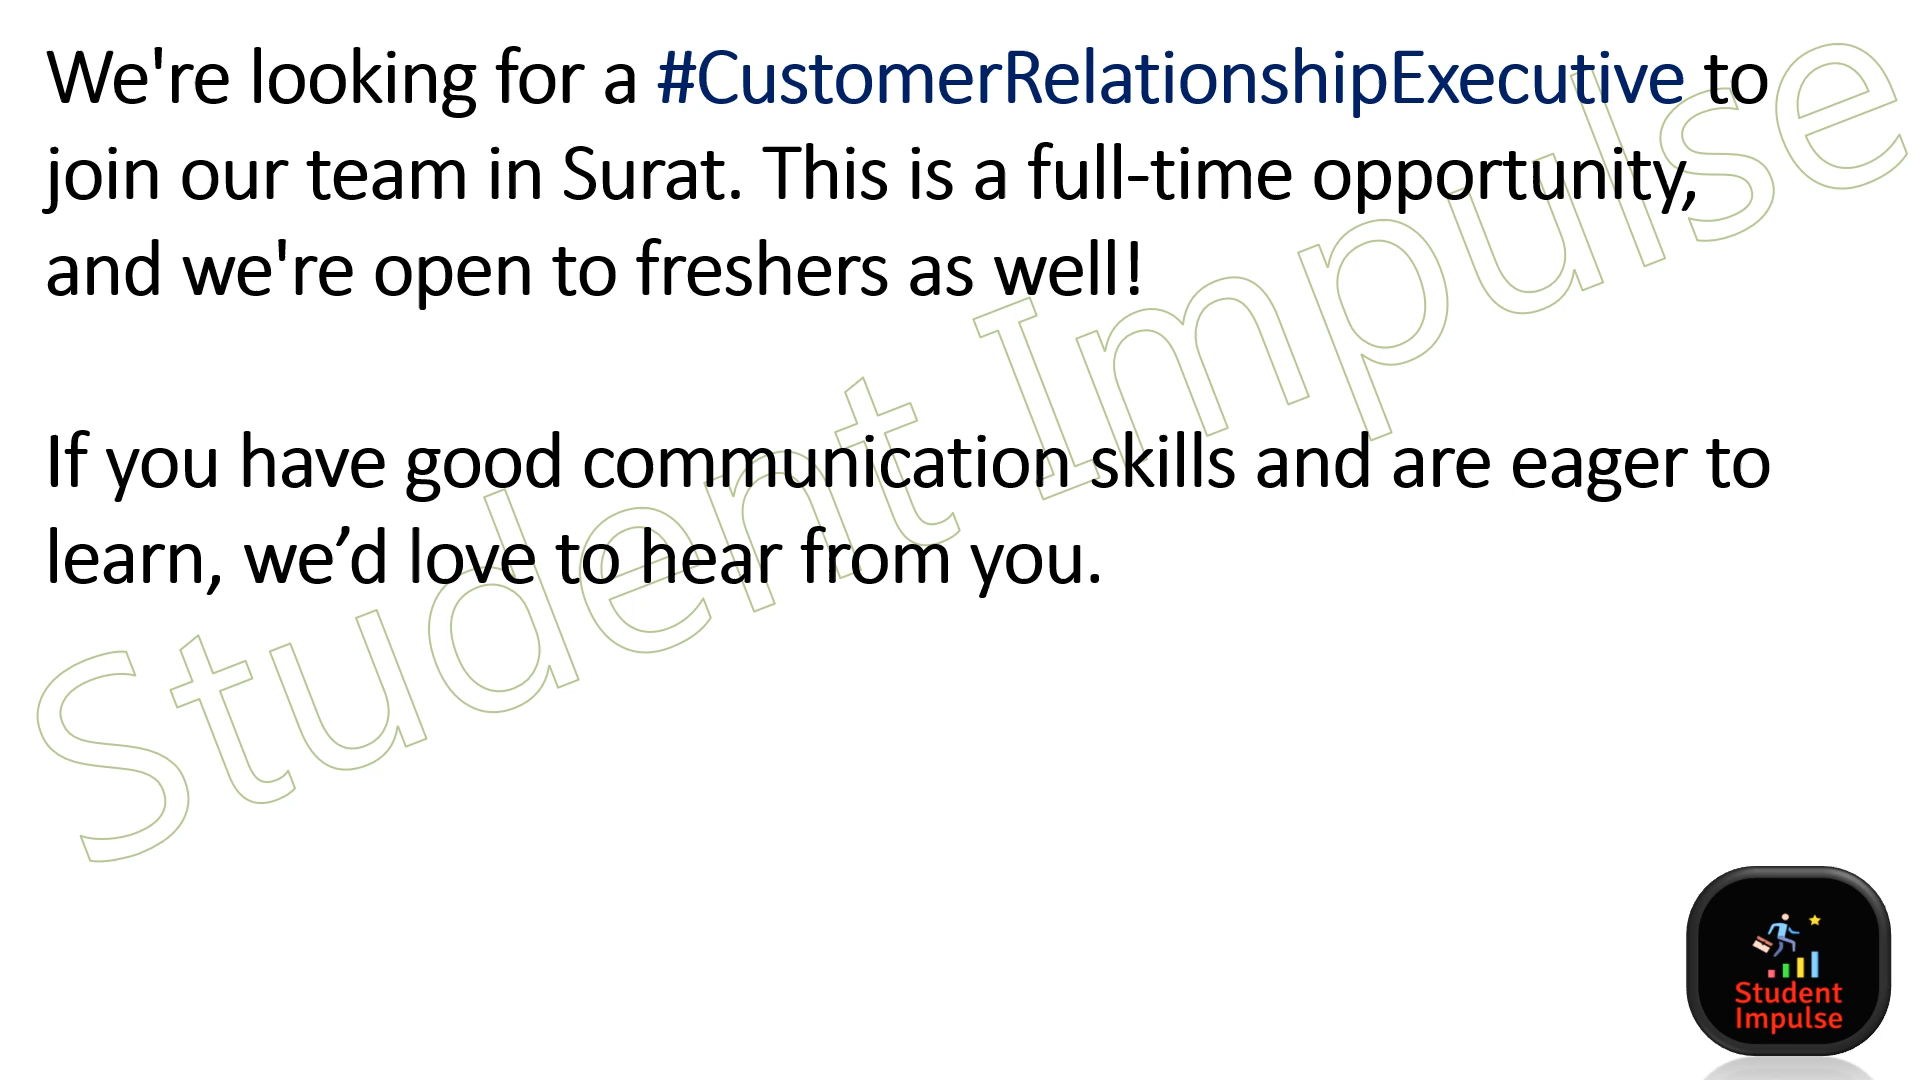 We're looking for a #CustomerRelationshipExecutive to
join our team in Surat. This is a full-time opportunity,
and we're open to freshers as well!
If you have good communication skills and are eager to
learn, we’d love to hear from you.
Student Impulse
Student
Impulse